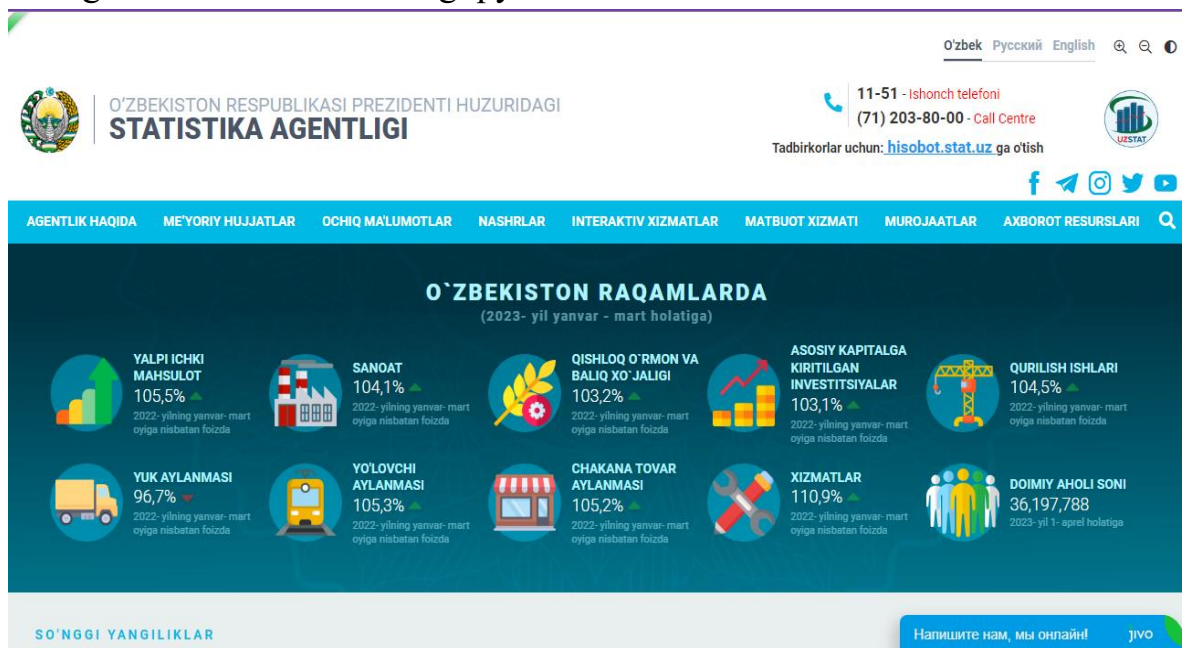 O'zbek Русский English
O'ZBEKISTON RESPUBLIKASI PREZIDENTI HUZURIDAGI
STATISTIKA AGENTLIGI
11-51 - Ishonch telefoni
(71) 203-80-00 - Call Centre
Tadbirkorlar uchun: hisobot.stat.uz ga o'tish
UZSTAT
AGENTLIK HAQIDA ME'YORIY HUJJATLAR OCHIQ MA'LUMOTLAR NASHRLAR INTERAKTIV XIZMATLAR MATBUOT XIZMATI MUROJAATLAR AXBOROT RESURSLARI
O`ZBEKISTON RAQAMLARDA
(2023- yil yanvar - mart holatiga)
YALPI ICHKI
MAHSULOT
105,5%
2022- yilning yanvar- mart
oyiga nisbatan foizda
SANOAT
104,1%
2022- yilning yanvar- mart
oyiga nisbatan foizda
QISHLOQ O`RMON VA
BALIQ XO`JALIGI
103,2%
2022- yilning yanvar- mart
oyiga nisbatan foizda
ASOSIY KAPITALGA
KIRITILGAN
INVESTITSIYALAR
103,1%
2022- yilning yanvar- mart
oyiga nisbatan foizda
QURILISH ISHLARI
104,5%
2022- yilning yanvar- mart
oyiga nisbatan foizda
YUK AYLANMASI
96,7%
2022- yilning yanvar- mart
oyiga nisbatan foizda
YO'LOVCHI
AYLANMASI
105,3%
2022- yilning yanvar- mart
oyiga nisbatan foizda
CHAKANA TOVAR
AYLANMASI
105,2%
2022- yilning yanvar- mart
oyiga nisbatan foizda
XIZMATLAR
110,9%
2022- yilning yanvar- mart
oyiga nisbatan foizda
DOIMIY AHOLI SONI
36,197,788
2023- yil 1- aprel holatiga
SO'NGGI YANGILIKLAR
Напишите нам, мы онлайн! jivo